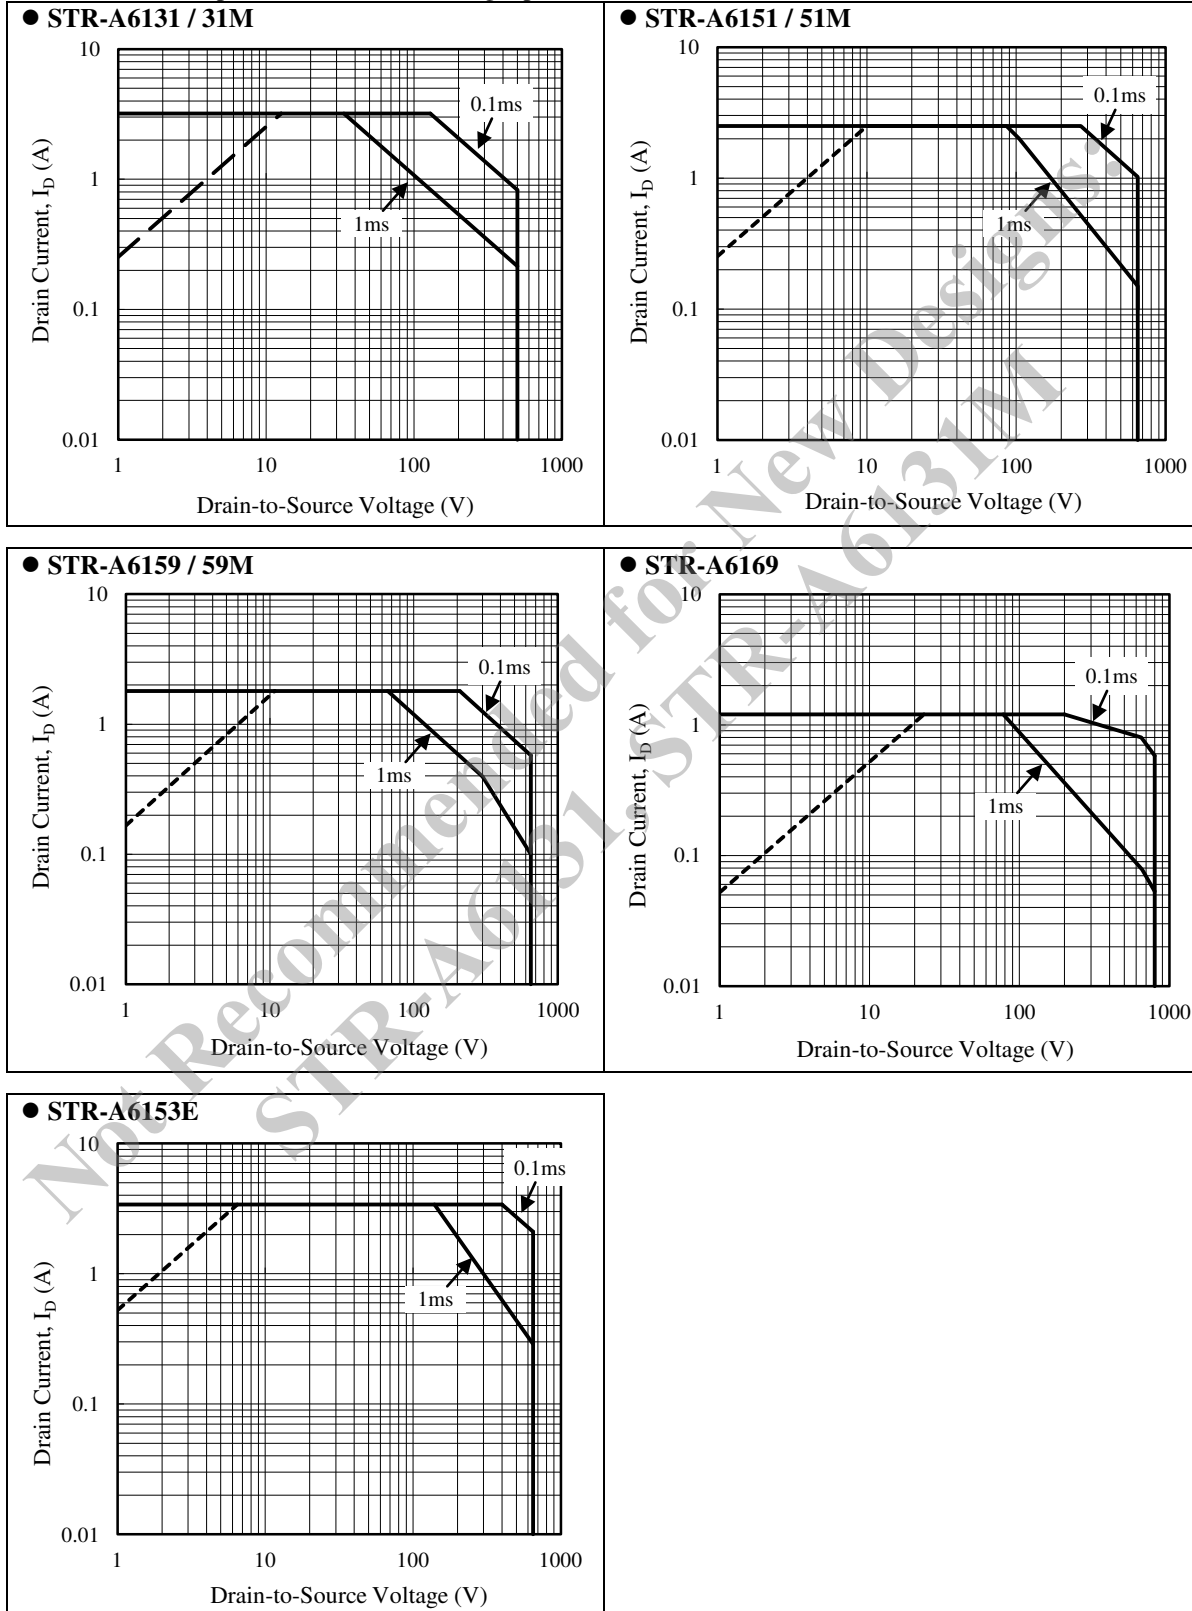 ● STR-A6131 / 31M
10
1
0.1
0.01
Drain Current, I_D (A)
0.1ms
1ms
1
10
100
1000
Drain-to-Source Voltage (V)
● STR-A6151 / 51M
10
1
0.1
0.01
Drain Current, I_D (A)
0.1ms
1ms
1
10
100
1000
Drain-to-Source Voltage (V)
● STR-A6159 / 59M
10
1
0.1
0.01
Drain Current, I_D (A)
0.1ms
1ms
1
10
100
1000
Drain-to-Source Voltage (V)
● STR-A6169
10
1
0.1
0.01
Drain Current, I_D (A)
0.1ms
1ms
1
10
100
1000
Drain-to-Source Voltage (V)
● STR-A6153E
10
1
0.1
0.01
Drain Current, I_D (A)
0.1ms
1ms
1
10
100
1000
Drain-to-Source Voltage (V)
Not Recommended for New Designs:
STR-A6131, STR-A6131M